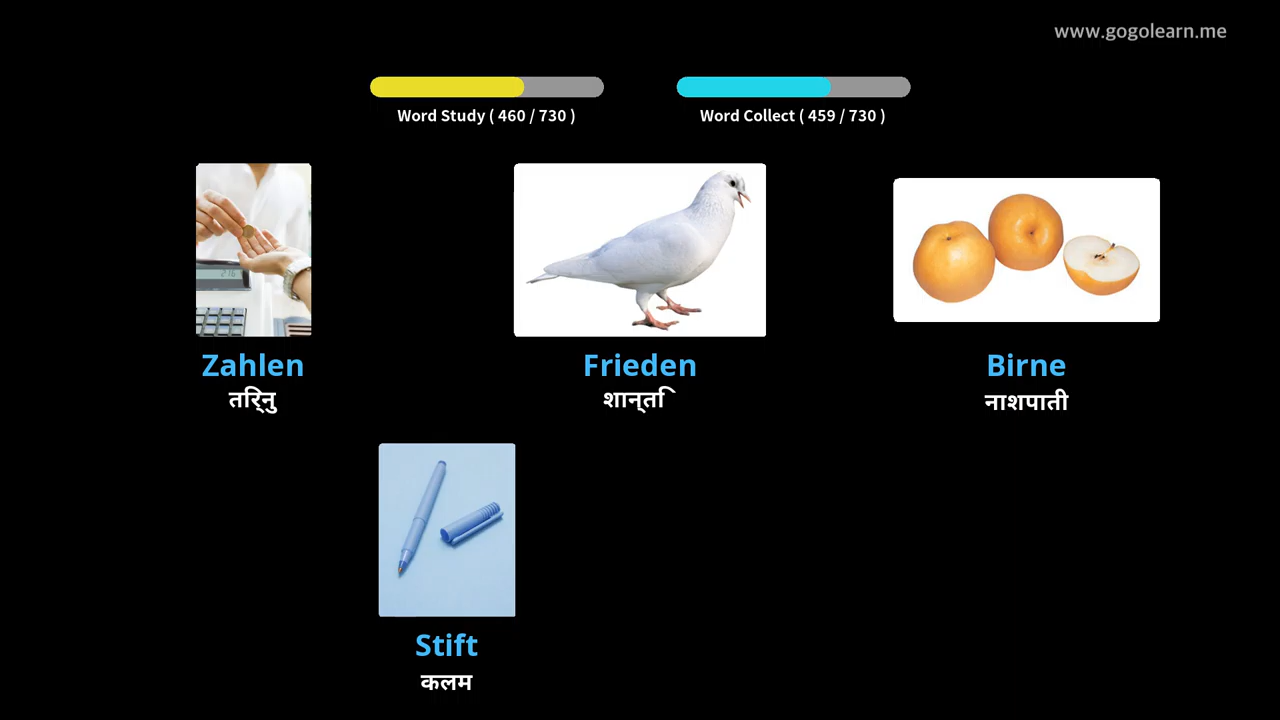 www.gogolearn.me
Word Study ( 460 / 730 )
Word Collect ( 459 / 730 )
Zahlen
तिर्नु
Frieden
शान्ति
Birne
नाशपाती
Stift
कलम